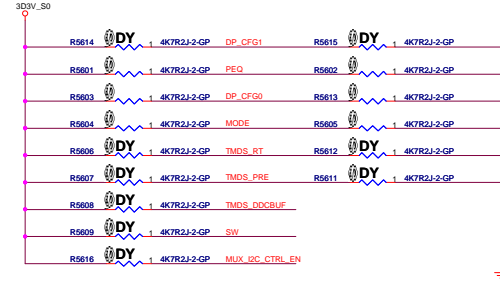 3D3V_S0
R5614 DY 1 4K7R2J-2-GP DP_CFG1 R5615 DY 1 4K7R2J-2-GP
R5601 1 4K7R2J-2-GP PEQ R5602 1 4K7R2J-2-GP
R5603 1 4K7R2J-2-GP DP_CFG0 R5613 1 4K7R2J-2-GP
R5604 1 4K7R2J-2-GP MODE R5605 1 4K7R2J-2-GP
R5606 DY 1 4K7R2J-2-GP TMDS_RT R5612 DY 1 4K7R2J-2-GP
R5607 DY 1 4K7R2J-2-GP TMDS_PRE R5611 DY 1 4K7R2J-2-GP
R5608 DY 1 4K7R2J-2-GP TMDS_DDCBUF
R5609 DY 1 4K7R2J-2-GP SW
R5616 DY 1 4K7R2J-2-GP MUX_I2C_CTRL_EN